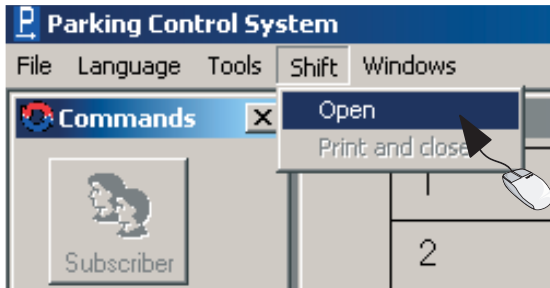 P Parking Control System
File Language Tools Shift Windows
Commands
Open
Print and close
1
2
Subscriber